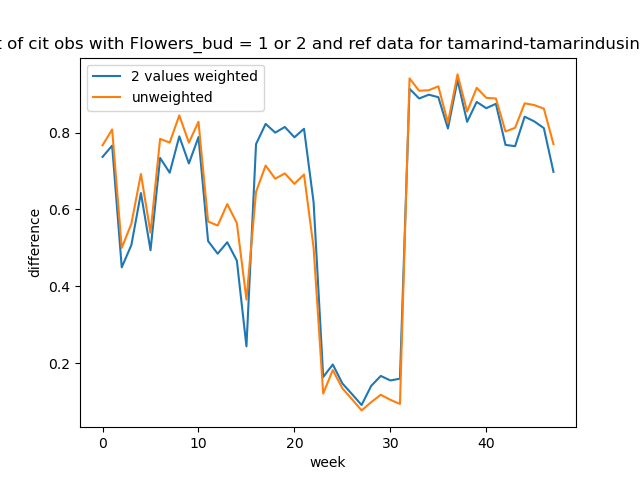 of cit obs with Flowers_bud = 1 or 2 and ref data for tamarind-tamarindusin
2 values weighted
unweighted
0.8
0.6
0.4
0.2
difference
0 10 20 30 40
week